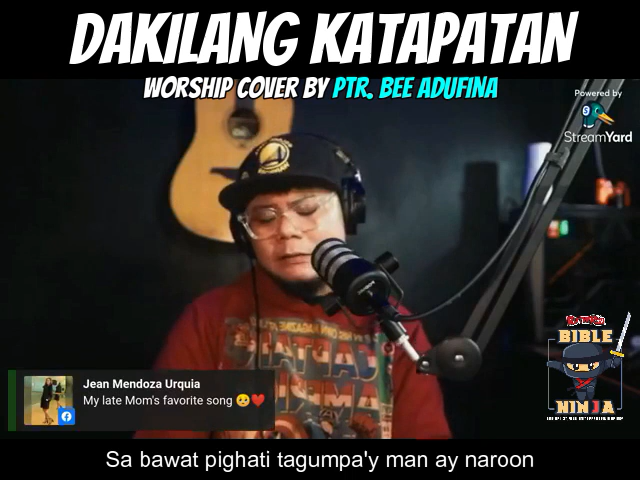 DAKILANG KATAPATAN
WORSHIP COVER BY PTR. BEE ADUFINA
Powered by
StreamYard
Jean Mendoza Urquia
My late Mom's favorite song 🥺❤️
BIBLE
NINJA
Sa bawat pighati tagumpa'y man ay naroon